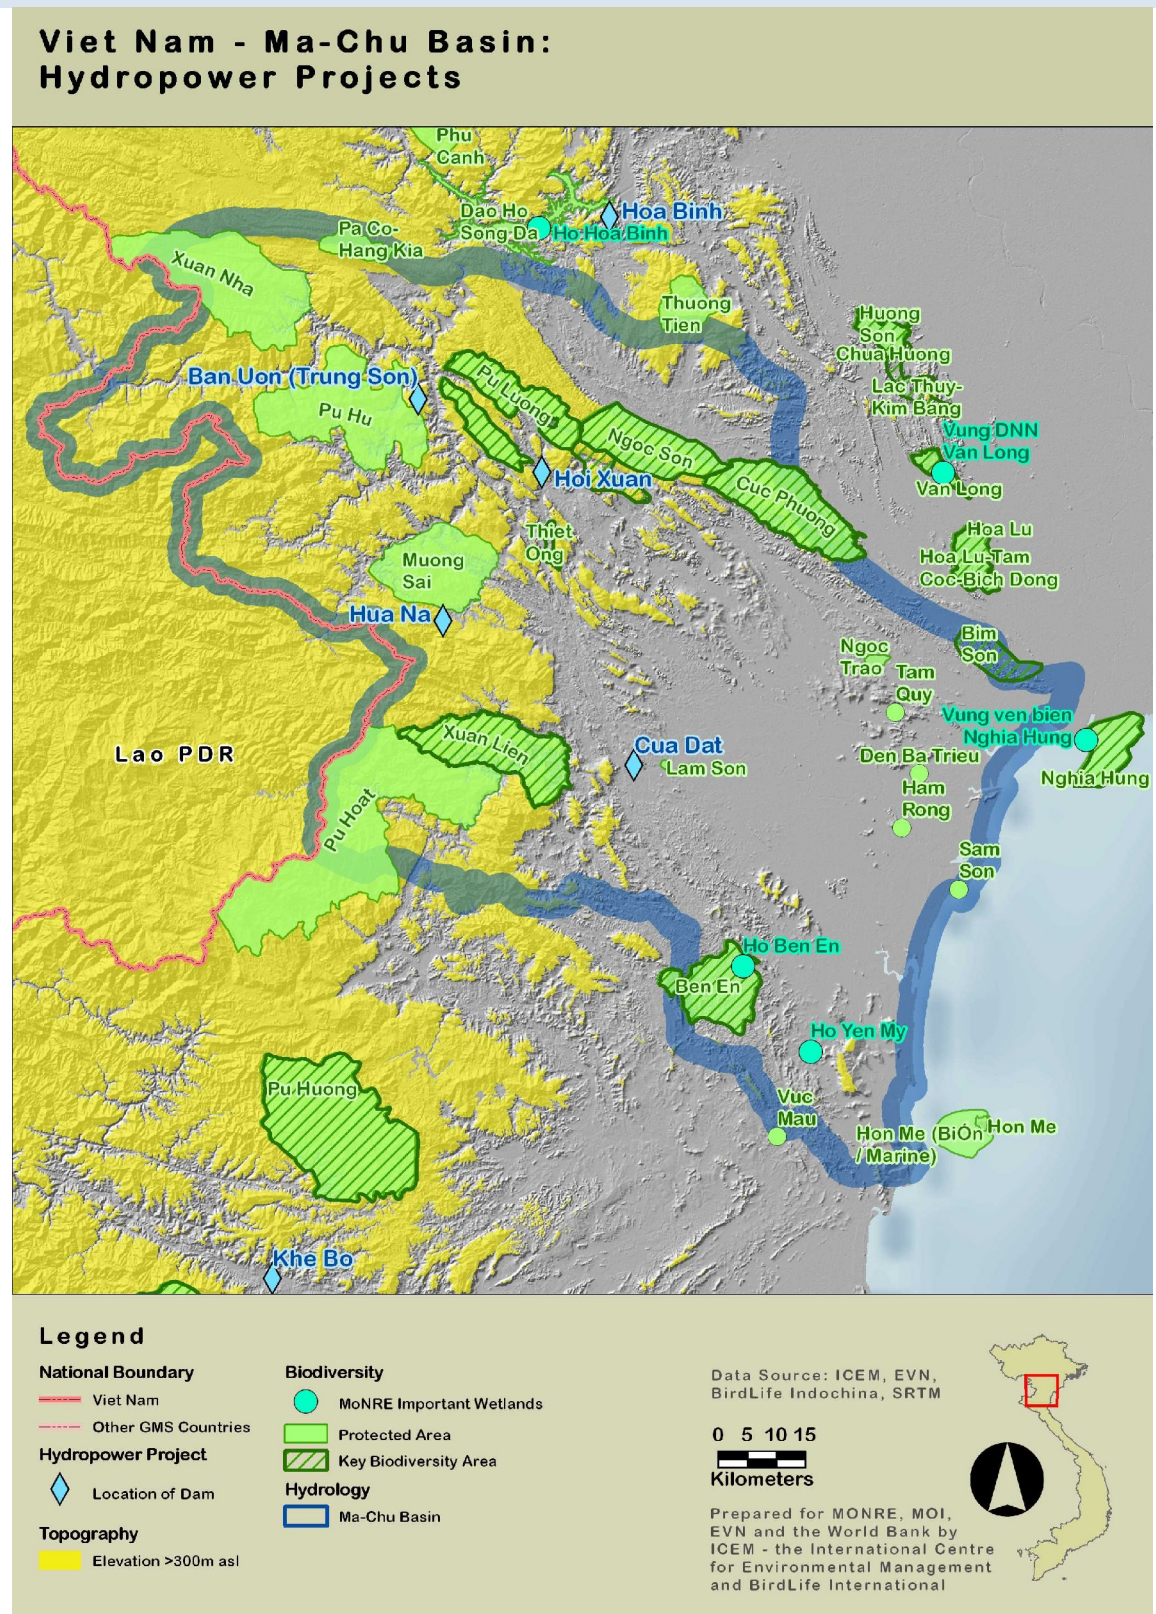 Viet Nam - Ma-Chu Basin:
Hydropower Projects
Phu
Canh
Dao Ho
Song Da
Hoa Binh
Ho Hoa Binh
Pa Co-
Hang Kia
Xuan Nha
Thuong
Tien
Huong
Son
Chua Huong
Lac Thuy-
Kim Bang
Ban Uon (Trung Son)
Pu Hu
Pu Luong
Ngoc Son
Vung DNN
Van Long
Van Long
Hoi Xuan
Cuc Phuong
Thiet
Ong
Hoa Lu
Hoa Lu-Tam
Coc-Bich Dong
Muong
Sai
Hua Na
Bim
Son
Ngoc
Trao
Tam
Quy
Vung ven bien
Nghia Hung
Nghia Hung
Xuan Lien
Cua Dat
Lam Son
Den Ba Trieu
Ham
Rong
Lao PDR
Pu Hoat
Sam
Son
Ho Ben En
Ben En
Ho Yen My
Pu Huong
Vuc
Mau
Hon Me (BiÓn
/ Marine)
Hon Me
Khe Bo
Legend
National Boundary
Viet Nam
Other GMS Countries
Hydropower Project
Location of Dam
Topography
Elevation >300m asl
Biodiversity
MoNRE Important Wetlands
Protected Area
Key Biodiversity Area
Hydrology
Ma-Chu Basin
Data Source: ICEM, EVN,
BirdLife Indochina, SRTM
0 5 10 15
Kilometers
Prepared for MONRE, MOI,
EVN and the World Bank by
ICEM - the International Centre
for Environmental Management
and BirdLife International